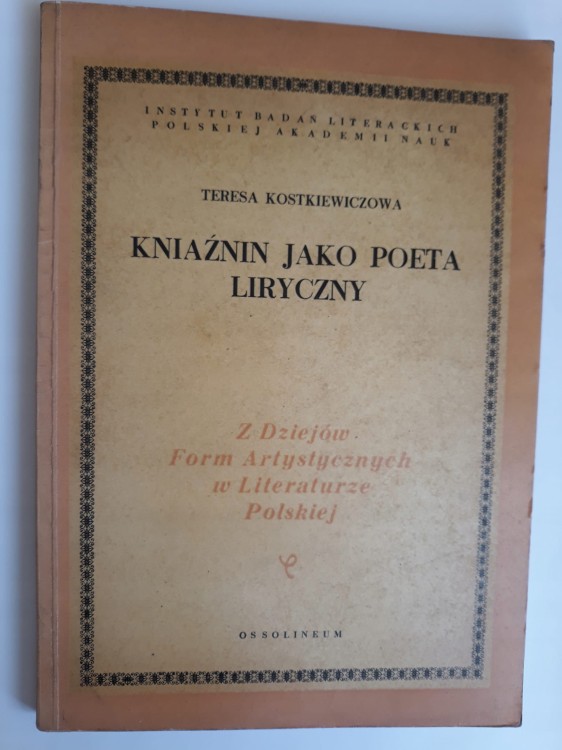 INSTYTUT BADAŃ LITERACKICH
POLSKIEJ AKADEMII NAUK
TERESA KOSTKIEWICZOWA
KNIAŹNIN JAKO POETA
LIRYCZNY
Z Dziejów
Form Artystycznych
w Literaturze
Polskiej
OSSOLINEUM